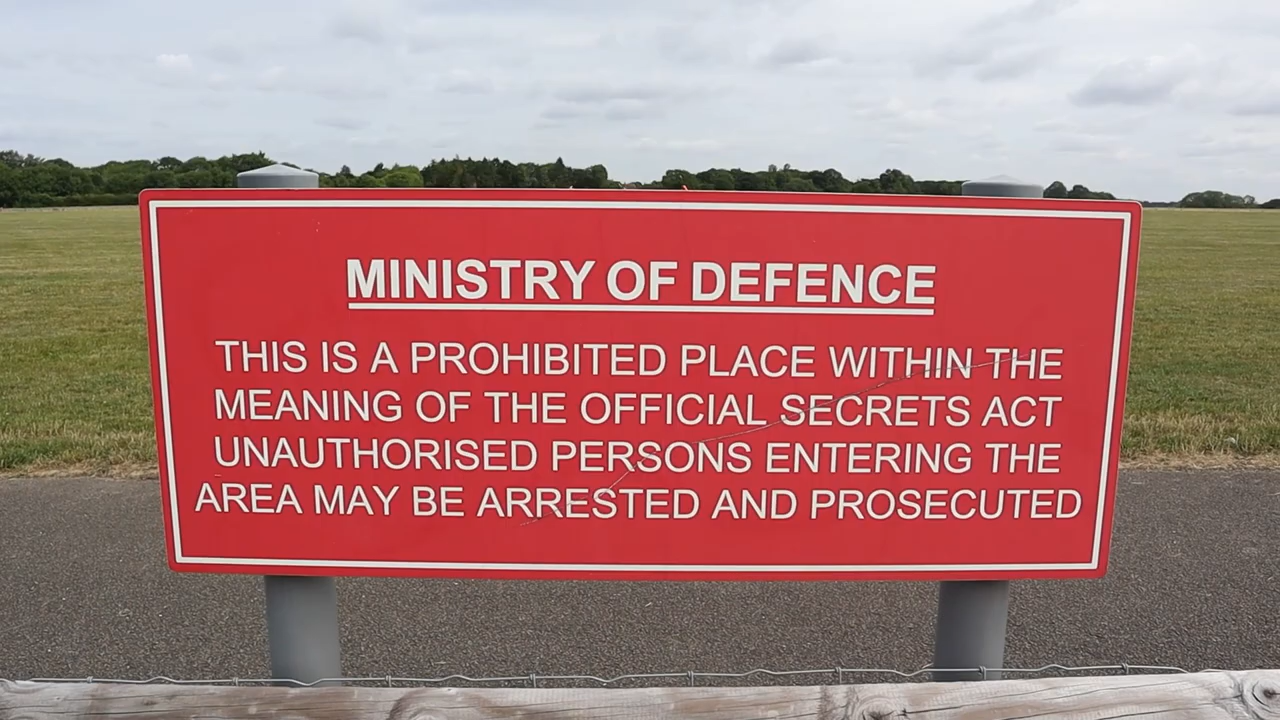 MINISTRY OF DEFENCE
THIS IS A PROHIBITED PLACE WITHIN THE
MEANING OF THE OFFICIAL SECRETS ACT
UNAUTHORISED PERSONS ENTERING THE
AREA MAY BE ARRESTED AND PROSECUTED